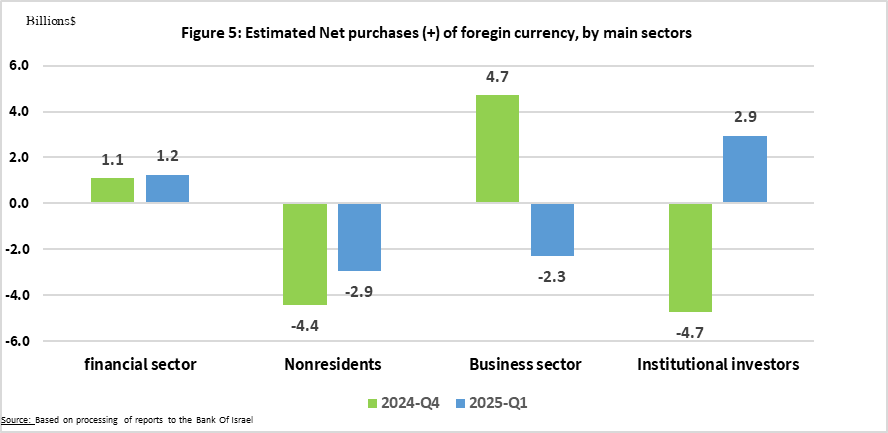 Billions$
Figure 5: Estimated Net purchases (+) of foregin currency, by main sectors
6.0
4.0
2.0
0.0
-2.0
-4.0
-6.0
1.1
1.2
-4.4
-2.9
4.7
-2.3
-4.7
2.9
financial sector
Nonresidents
Business sector
Institutional investors
2024-Q4
2025-Q1
Source: Based on processing of reports to the Bank Of Israel